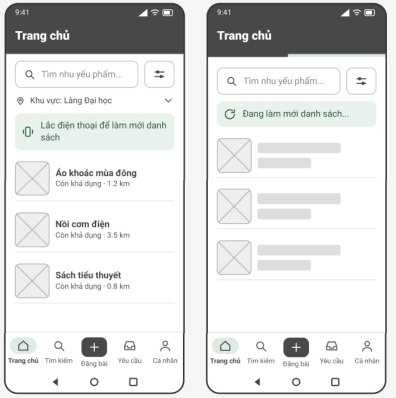 9:41
Trang chủ
Tìm nhu yếu phẩm...
Khu vực: Làng Đại học
Lắc điện thoại để làm mới danh
sách
Áo khoác mùa đông
Còn khả dụng · 1.2 km
Nồi cơm điện
Còn khả dụng · 3.5 km
Sách tiểu thuyết
Còn khả dụng · 0.8 km
Trang chủ
Tìm kiếm
Đăng bài
Yêu cầu
Cá nhân
9:41
Trang chủ
Tìm nhu yếu phẩm...
Đang làm mới danh sách...
Trang chủ
Tìm kiếm
Đăng bài
Yêu cầu
Cá nhân